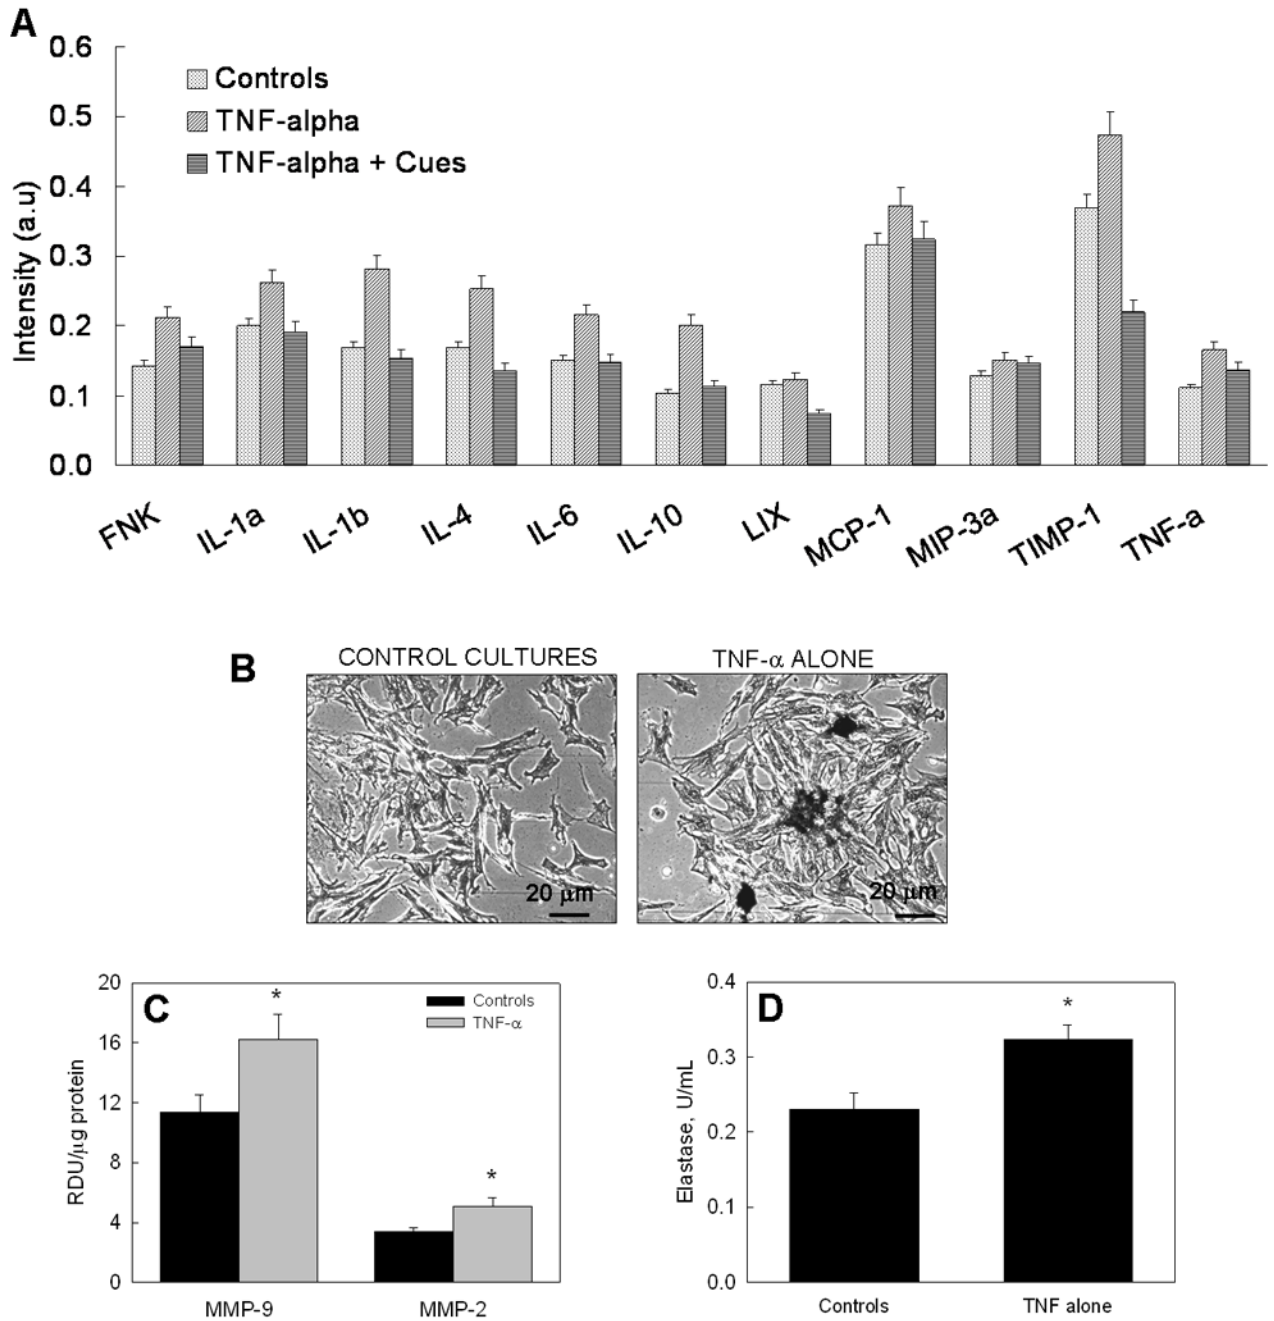 A
0.6
0.5
0.4
0.3
0.2
0.1
0.0
Intensity (a.u)
Controls
TNF-alpha
TNF-alpha + Cues
FNK IL-1a IL-1b IL-4 IL-6 IL-10 LIX MCP-1 MIP-3a TIMP-1 TNF-a
B
CONTROL CULTURES
TNF-α ALONE
20 μm
20 μm
C
20
16
12
8
4
0
RDU/μg protein
Controls
TNF-α
*
*
MMP-9 MMP-2
D
0.4
0.3
0.2
0.1
0.0
Elastase, U/mL
*
Controls TNF alone